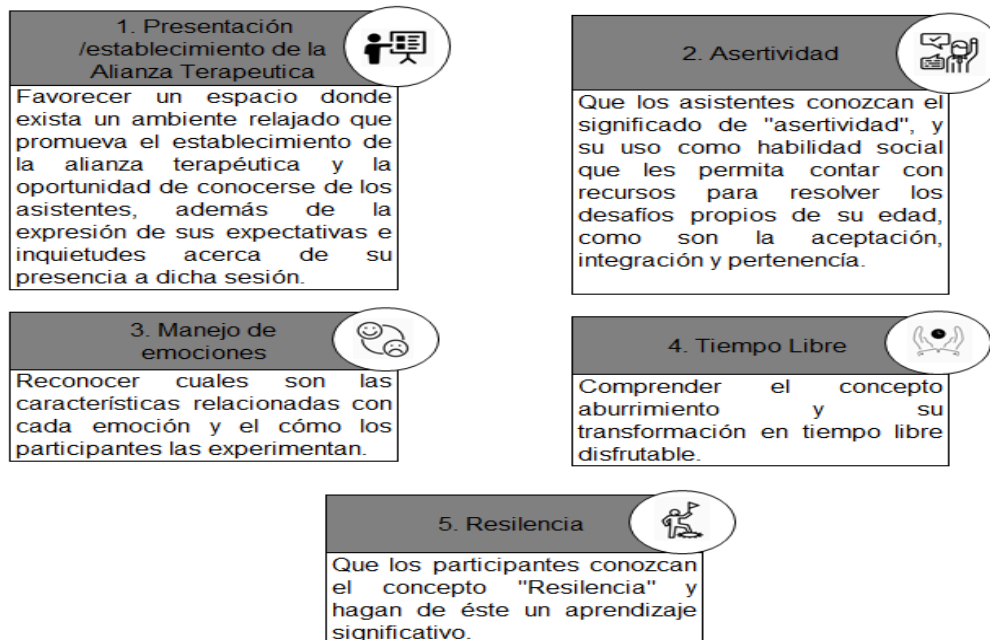 1. Presentación
/establecimiento de la
Alianza Terapeutica
Favorecer un espacio donde
exista un ambiente relajado que
promueva el establecimiento de
la alianza terapéutica y la
oportunidad de conocerse de los
asistentes, además de la
expresión de sus expectativas e
inquietudes acerca de su
presencia a dicha sesión.
2. Asertividad
Que los asistentes conozcan el
significado de "asertividad", y
su uso como habilidad social
que les permita contar con
recursos para resolver los
desafíos propios de su edad,
como son la aceptación,
integración y pertenencía.
3. Manejo de
emociones
Reconocer cuales son las
características relacionadas con
cada emoción y el cómo los
participantes las experimentan.
4. Tiempo Libre
Comprender el concepto
aburrimiento y su
transformación en tiempo libre
disfrutable.
5. Resilencia
Que los participantes conozcan
el concepto "Resilencia" y
hagan de éste un aprendizaje
significativo.